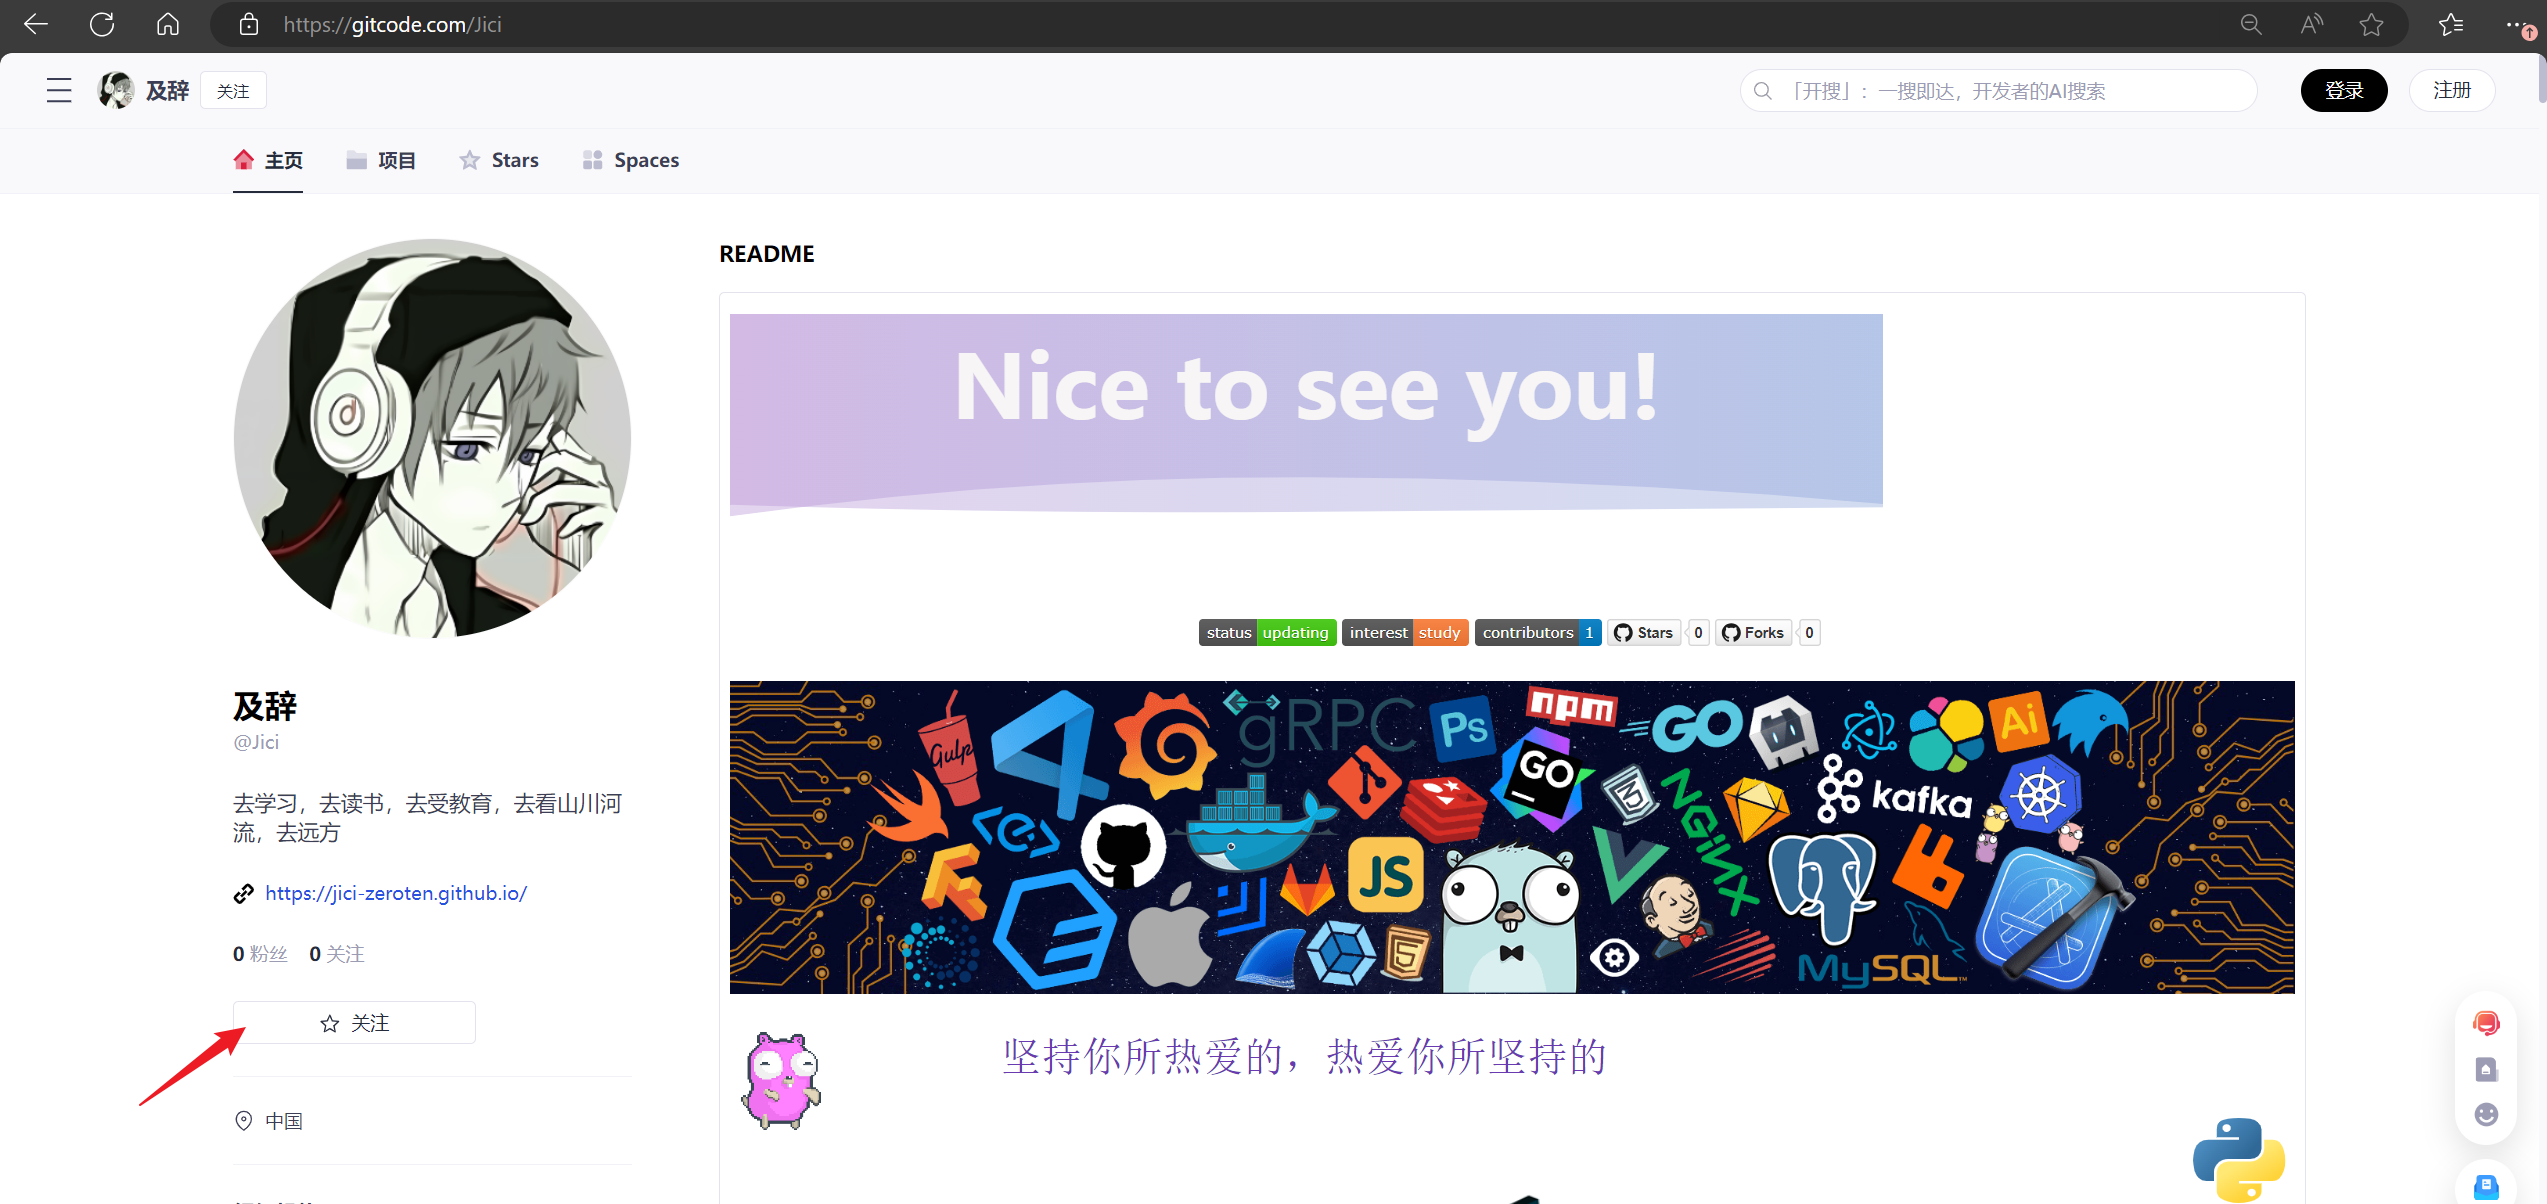 https://gitcode.com/Jici
及辞 关注
「开搜」：一搜即达，开发者的AI搜索
登录 注册
主页 项目 Stars Spaces
README
Nice to see you!
status updating interest study contributors 1 Stars 0 Forks 0
Gulp gRPC Ps npm GO Ai
GO kafka
NGINX
JS
MySQL
及辞
@Jici
去学习，去读书，去受教育，去看山川河
流，去远方
https://jici-zeroten.github.io/
0 粉丝 0 关注
关注
坚持你所热爱的，热爱你所坚持的
中国